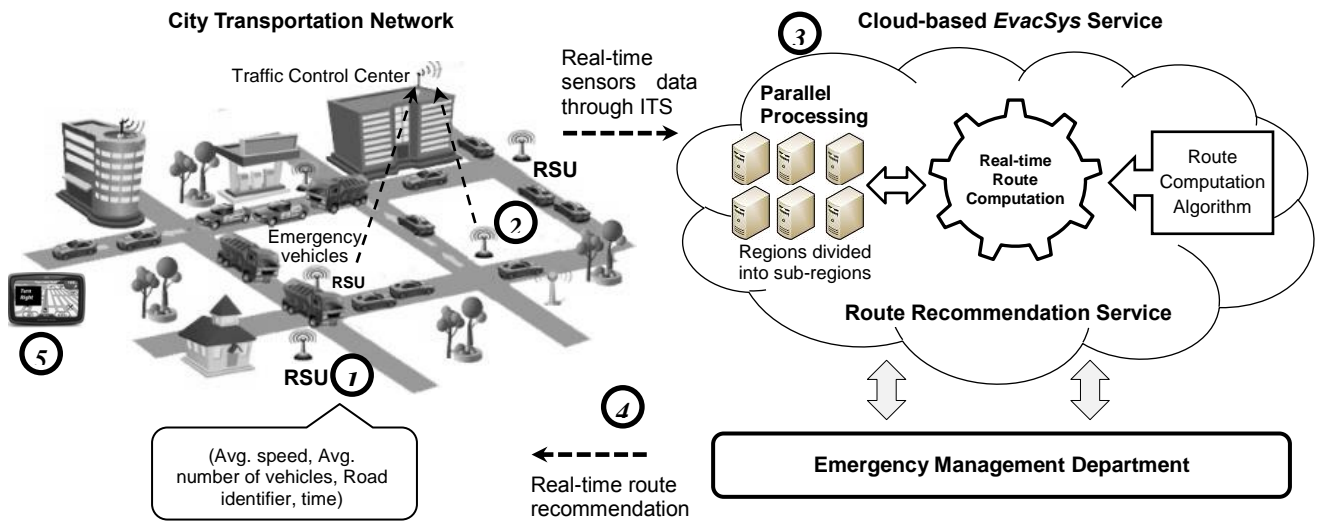 City Transportation Network
Cloud-based EvacSys Service
Traffic Control Center
Real-time
sensors data
through ITS
3
Parallel
Processing
RSU
Real-time
Route
Computation
Route
Computation
Algorithm
2
Emergency
vehicles
RSU
Regions divided
into sub-regions
Turn
Right
Route Recommendation Service
5
RSU
1
4
(Avg. speed, Avg.
number of vehicles, Road
identifier, time)
Real-time route
recommendation
Emergency Management Department